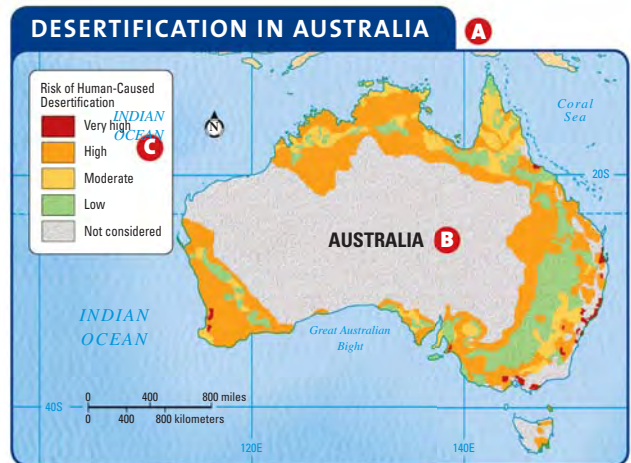 DESERTIFICATION IN AUSTRALIA
A
Risk of Human-Caused
Desertification
Very high
High
Moderate
Low
Not considered
C
INDIAN
OCEAN
N
Coral
Sea
20S
AUSTRALIA B
INDIAN
OCEAN
Great Australian
Bight
0 400 800 miles
0 400 800 kilometers
40S
120E
140E
0